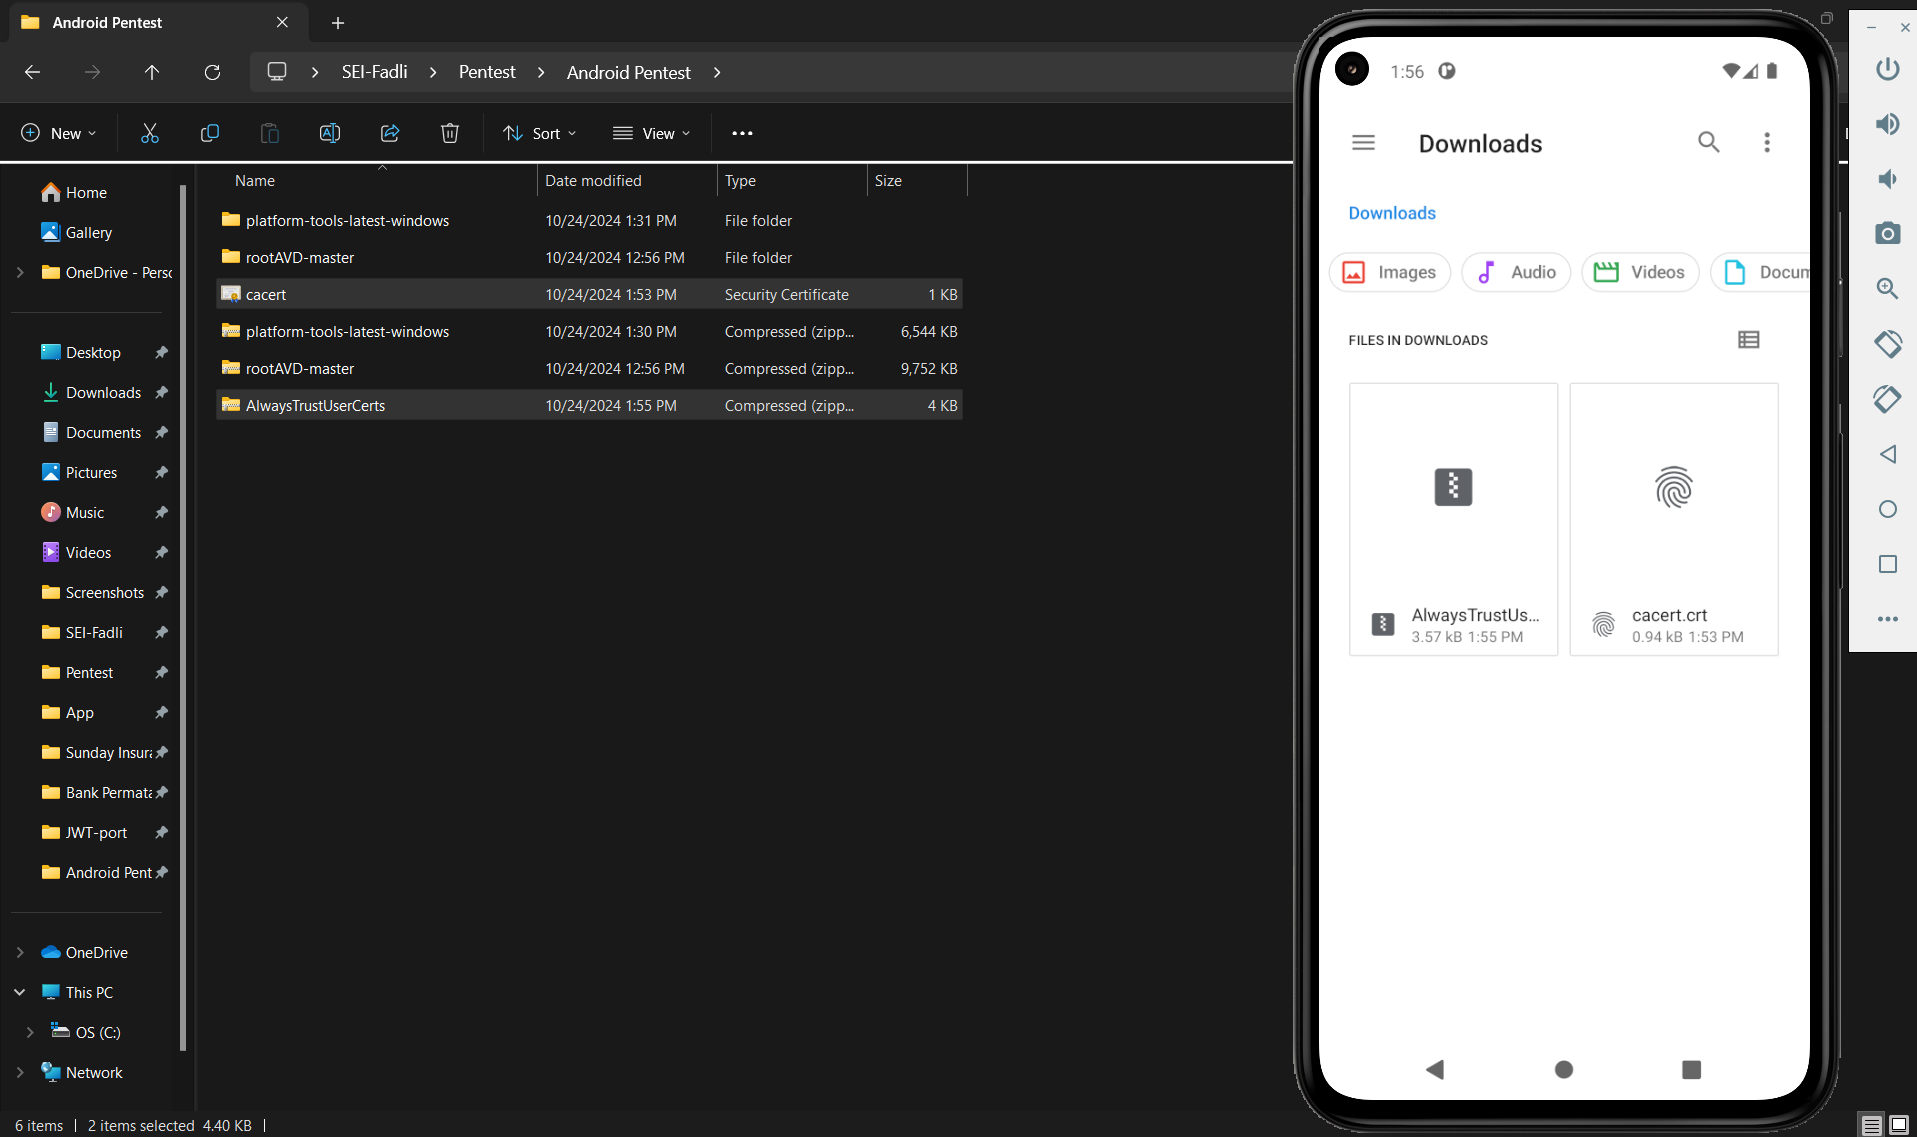 Android Pentest
SEI-Fadli
Pentest
Android Pentest
New
Sort
View
Name
Date modified
Type
Size
platform-tools-latest-windows 10/24/2024 1:31 PM File folder
rootAVD-master 10/24/2024 12:56 PM File folder
cacert 10/24/2024 1:53 PM Security Certificate 1 KB
platform-tools-latest-windows 10/24/2024 1:30 PM Compressed (zipp... 6,544 KB
rootAVD-master 10/24/2024 12:56 PM Compressed (zipp... 9,752 KB
AlwaysTrustUserCerts 10/24/2024 1:55 PM Compressed (zipp... 4 KB
Home
Gallery
OneDrive - Perso
Desktop
Downloads
Documents
Pictures
Music
Videos
Screenshots
SEI-Fadli
Pentest
App
Sunday Insura
Bank Permata
JWT-port
Android Pent
OneDrive
This PC
OS (C:)
Network
6 items
2 items selected 4.40 KB
1:56
Downloads
Downloads
Images
Audio
Videos
Docum
FILES IN DOWNLOADS
AlwaysTrustUs...
3.57 kB 1:55 PM
cacert.crt
0.94 kB 1:53 PM